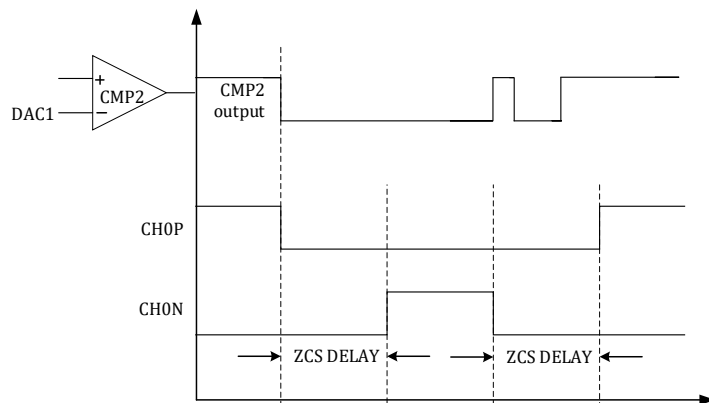 +
CMP2
DAC1
−
CMP2
output
CH0P
CH0N
ZCS DELAY
ZCS DELAY